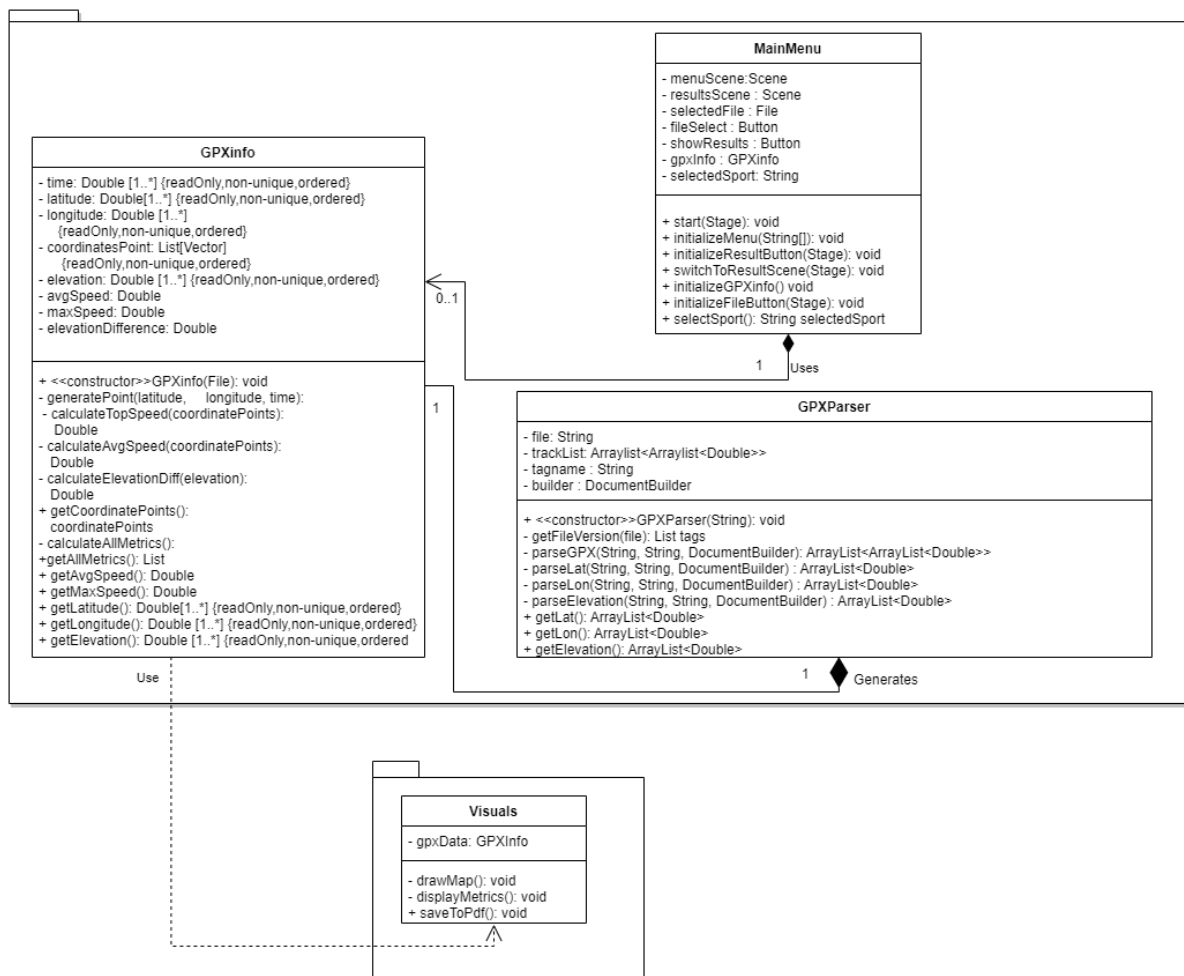 MainMenu
- menuScene:Scene
- resultsScene : Scene
- selectedFile : File
- fileSelect : Button
- showResults : Button
- gpxInfo : GPXinfo
- selectedSport: String
+ start(Stage): void
+ initializeMenu(String[]): void
+ initializeResultButton(Stage): void
+ switchToResultScene(Stage): void
+ initializeGPXinfo() void
+ initializeFileButton(Stage): void
+ selectSport(): String selectedSport
GPXinfo
- time: Double [1..*] {readOnly,non-unique,ordered}
- latitude: Double[1..*] {readOnly,non-unique,ordered}
- longitude: Double [1..*]
{readOnly,non-unique,ordered}
- coordinatesPoint: List[Vector]
{readOnly,non-unique,ordered}
- elevation: Double [1..*] {readOnly,non-unique,ordered}
- avgSpeed: Double
- maxSpeed: Double
- elevationDifference: Double
+ <<constructor>>GPXinfo(File): void
- generatePoint(latitude, longitude, time):
- calculateTopSpeed(coordinatePoints):
Double
- calculateAvgSpeed(coordinatePoints):
Double
- calculateElevationDiff(elevation):
Double
+ getCoordinatePoints():
coordinatePoints
- calculateAllMetrics():
+getAllMetrics(): List
+ getAvgSpeed(): Double
+ getMaxSpeed(): Double
+ getLatitude(): Double[1..*] {readOnly,non-unique,ordered}
+ getLongitude(): Double [1..*] {readOnly,non-unique,ordered}
+ getElevation(): Double [1..*] {readOnly,non-unique,ordered
0..1
1
Uses
1
GPXParser
- file: String
- trackList: Arraylist<Arraylist<Double>>
- tagname : String
- builder : DocumentBuilder
+ <<constructor>>GPXParser(String): void
- getFileVersion(file): List tags
- parseGPX(String, String, DocumentBuilder): ArrayList<ArrayList<Double>>
- parseLat(String, String, DocumentBuilder) : ArrayList<Double>
- parseLon(String, String, DocumentBuilder) : ArrayList<Double>
- parseElevation(String, String, DocumentBuilder) : ArrayList<Double>
+ getLat(): ArrayList<Double>
+ getLon(): ArrayList<Double>
+ getElevation(): ArrayList<Double>
1
Generates
Use
Visuals
- gpxData: GPXInfo
- drawMap(): void
- displayMetrics(): void
+ saveToPdf(): void